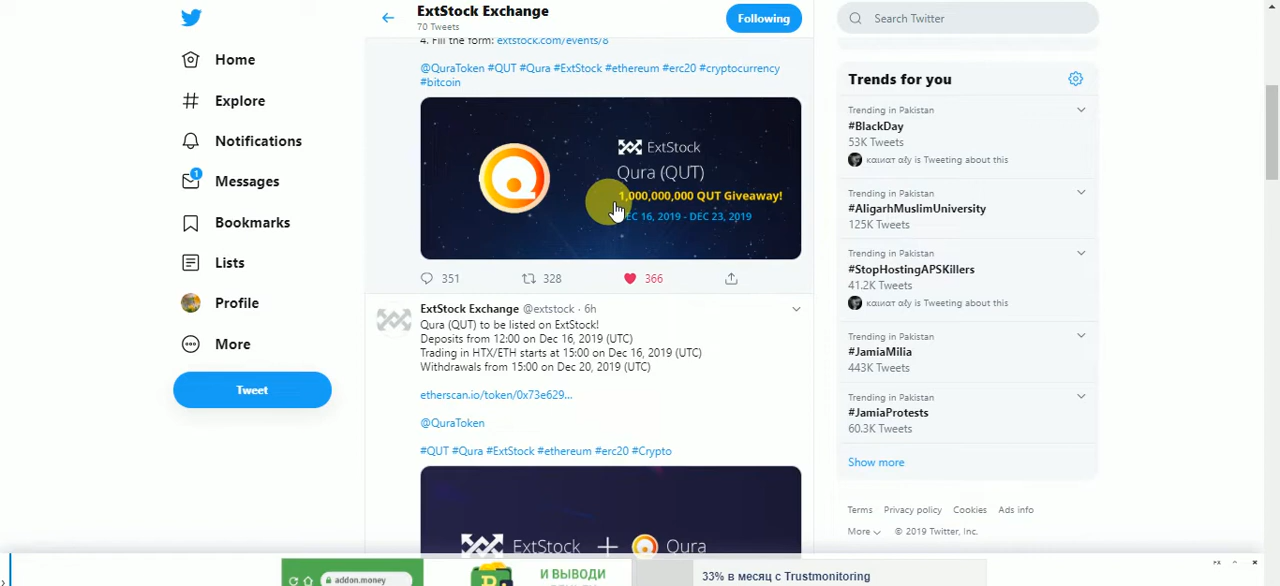 ExtStock Exchange
70 Tweets
Following
Search Twitter
Home
Explore
Notifications
1
Messages
Bookmarks
Lists
Profile
More
Tweet
4. Fill the form: extstock.com/events/8
@QuraToken #QUT #Qura #ExtStock #ethereum #erc20 #cryptocurrency
#bitcoin
ExtStock
Qura (QUT)
1,000,000,000 QUT Giveaway!
DEC 16, 2019 - DEC 23, 2019
351
328
366
ExtStock Exchange @extstock · 6h
Qura (QUT) to be listed on ExtStock!
Deposits from 12:00 on Dec 16, 2019 (UTC)
Trading in HTX/ETH starts at 15:00 on Dec 16, 2019 (UTC)
Withdrawals from 15:00 on Dec 20, 2019 (UTC)
etherscan.io/token/0x73e629...
@QuraToken
#QUT #Qura #ExtStock #ethereum #erc20 #Crypto
ExtStock + Qura
Trends for you
Trending in Pakistan
#BlackDay
53K Tweets
is Tweeting about this
Trending in Pakistan
#AligarhMuslimUniversity
125K Tweets
Trending in Pakistan
#StopHostingAPSKillers
41.2K Tweets
is Tweeting about this
Trending in Pakistan
#JamiaMilia
443K Tweets
Trending in Pakistan
#JamiaProtests
60.3K Tweets
Show more
Terms Privacy policy Cookies Ads info
More © 2019 Twitter, Inc.
addon.money
И ВЫВОДИ
33% в месяц с Trustmonitoring